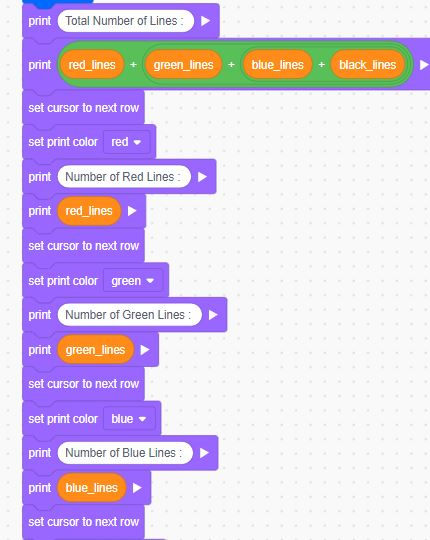 print Total Number of Lines :
print red_lines + green_lines + blue_lines + black_lines
set cursor to next row
set print color red
print Number of Red Lines :
print red_lines
set cursor to next row
set print color green
print Number of Green Lines :
print green_lines
set cursor to next row
set print color blue
print Number of Blue Lines :
print blue_lines
set cursor to next row